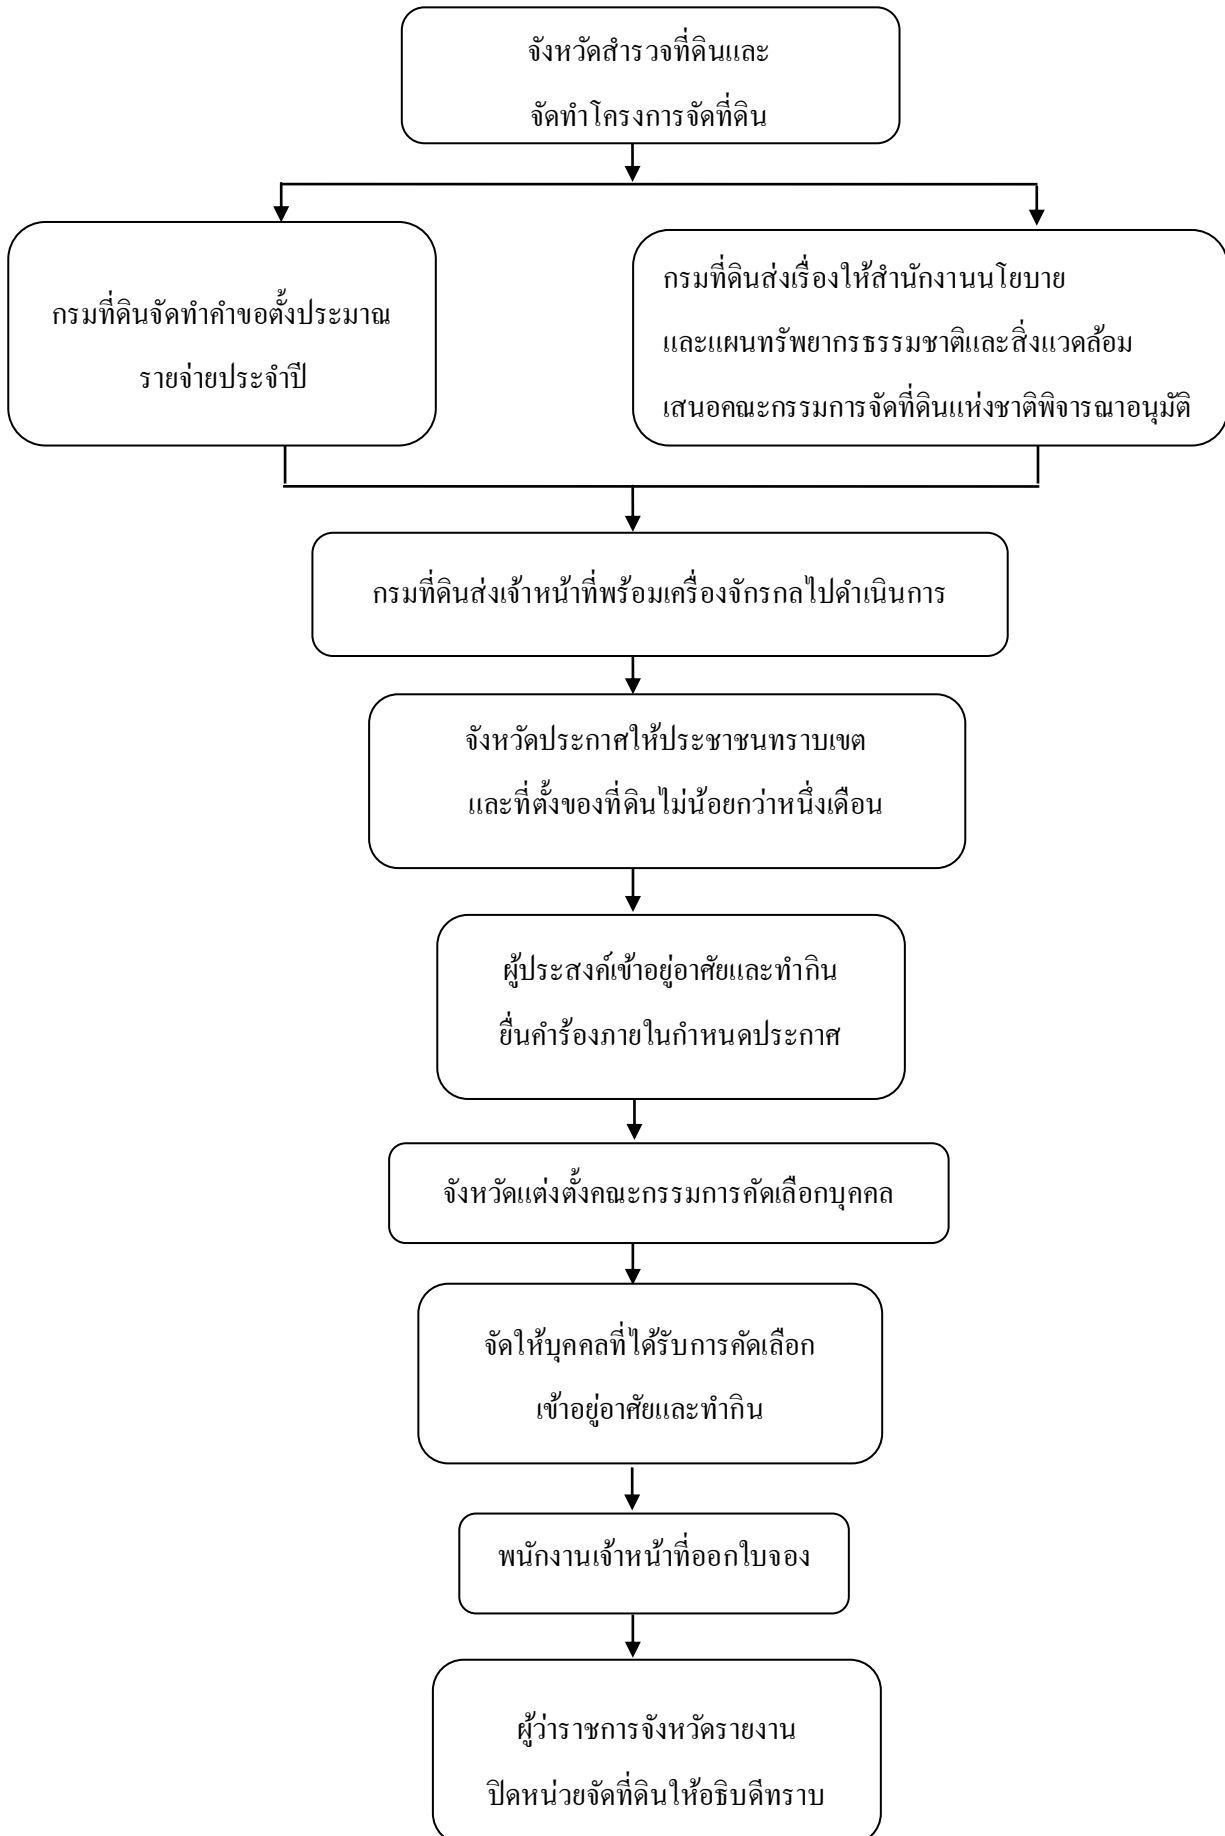 จังหวัดสำรวจที่ดินและ
จัดทำโครงการจัดที่ดิน
กรมที่ดินจัดทำคำขอตั้งประมาณ
รายจ่ายประจำปี
กรมที่ดินส่งเรื่องให้สำนักงานนโยบาย
และแผนทรัพยากรธรรมชาติและสิ่งแวดล้อม
เสนอคณะกรรมการจัดที่ดินแห่งชาติพิจารณาอนุมัติ
กรมที่ดินส่งเจ้าหน้าที่พร้อมเครื่องจักรกลไปดำเนินการ
จังหวัดประกาศให้ประชาชนทราบเขต
และที่ตั้งของที่ดินไม่น้อยกว่าหนึ่งเดือน
ผู้ประสงค์เข้าอยู่อาศัยและทำกิน
ยื่นคำร้องภายในกำหนดประกาศ
จังหวัดแต่งตั้งคณะกรรมการคัดเลือกบุคคล
จัดให้บุคคลที่ได้รับการคัดเลือก
เข้าอยู่อาศัยและทำกิน
พนักงานเจ้าหน้าที่ออกใบจอง
ผู้ว่าราชการจังหวัดรายงาน
ปิดหน่วยจัดที่ดินให้อธิบดีทราบ